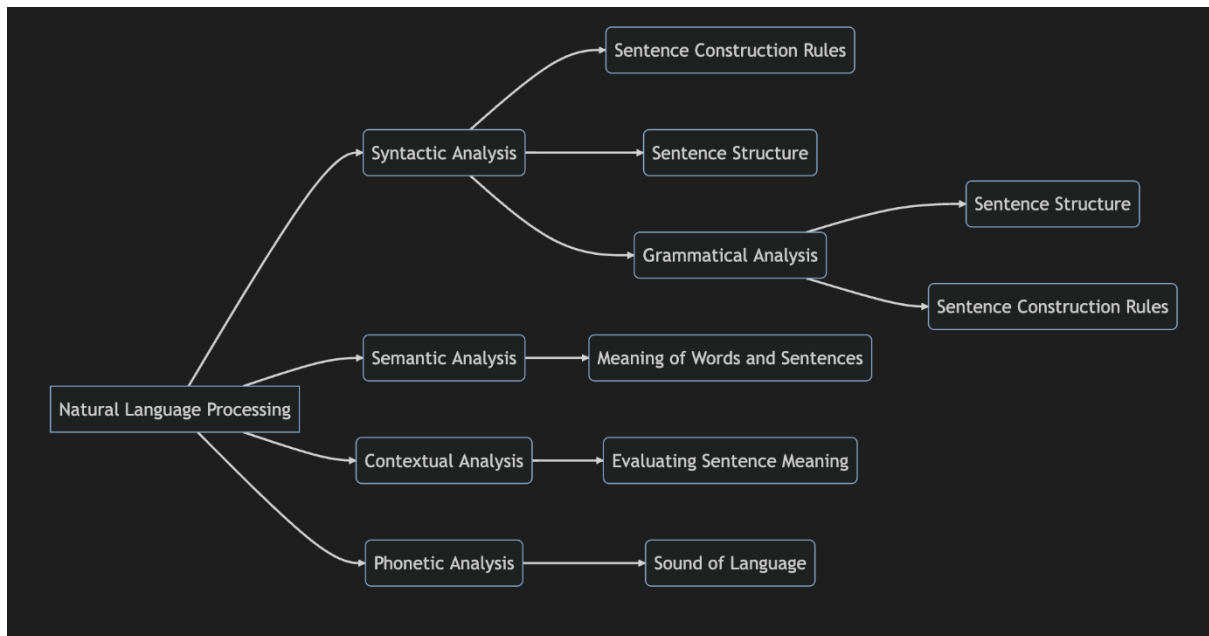 Sentence Construction Rules
Syntactic Analysis
Sentence Structure
Sentence Structure
Grammatical Analysis
Sentence Construction Rules
Semantic Analysis
Meaning of Words and Sentences
Natural Language Processing
Contextual Analysis
Evaluating Sentence Meaning
Phonetic Analysis
Sound of Language